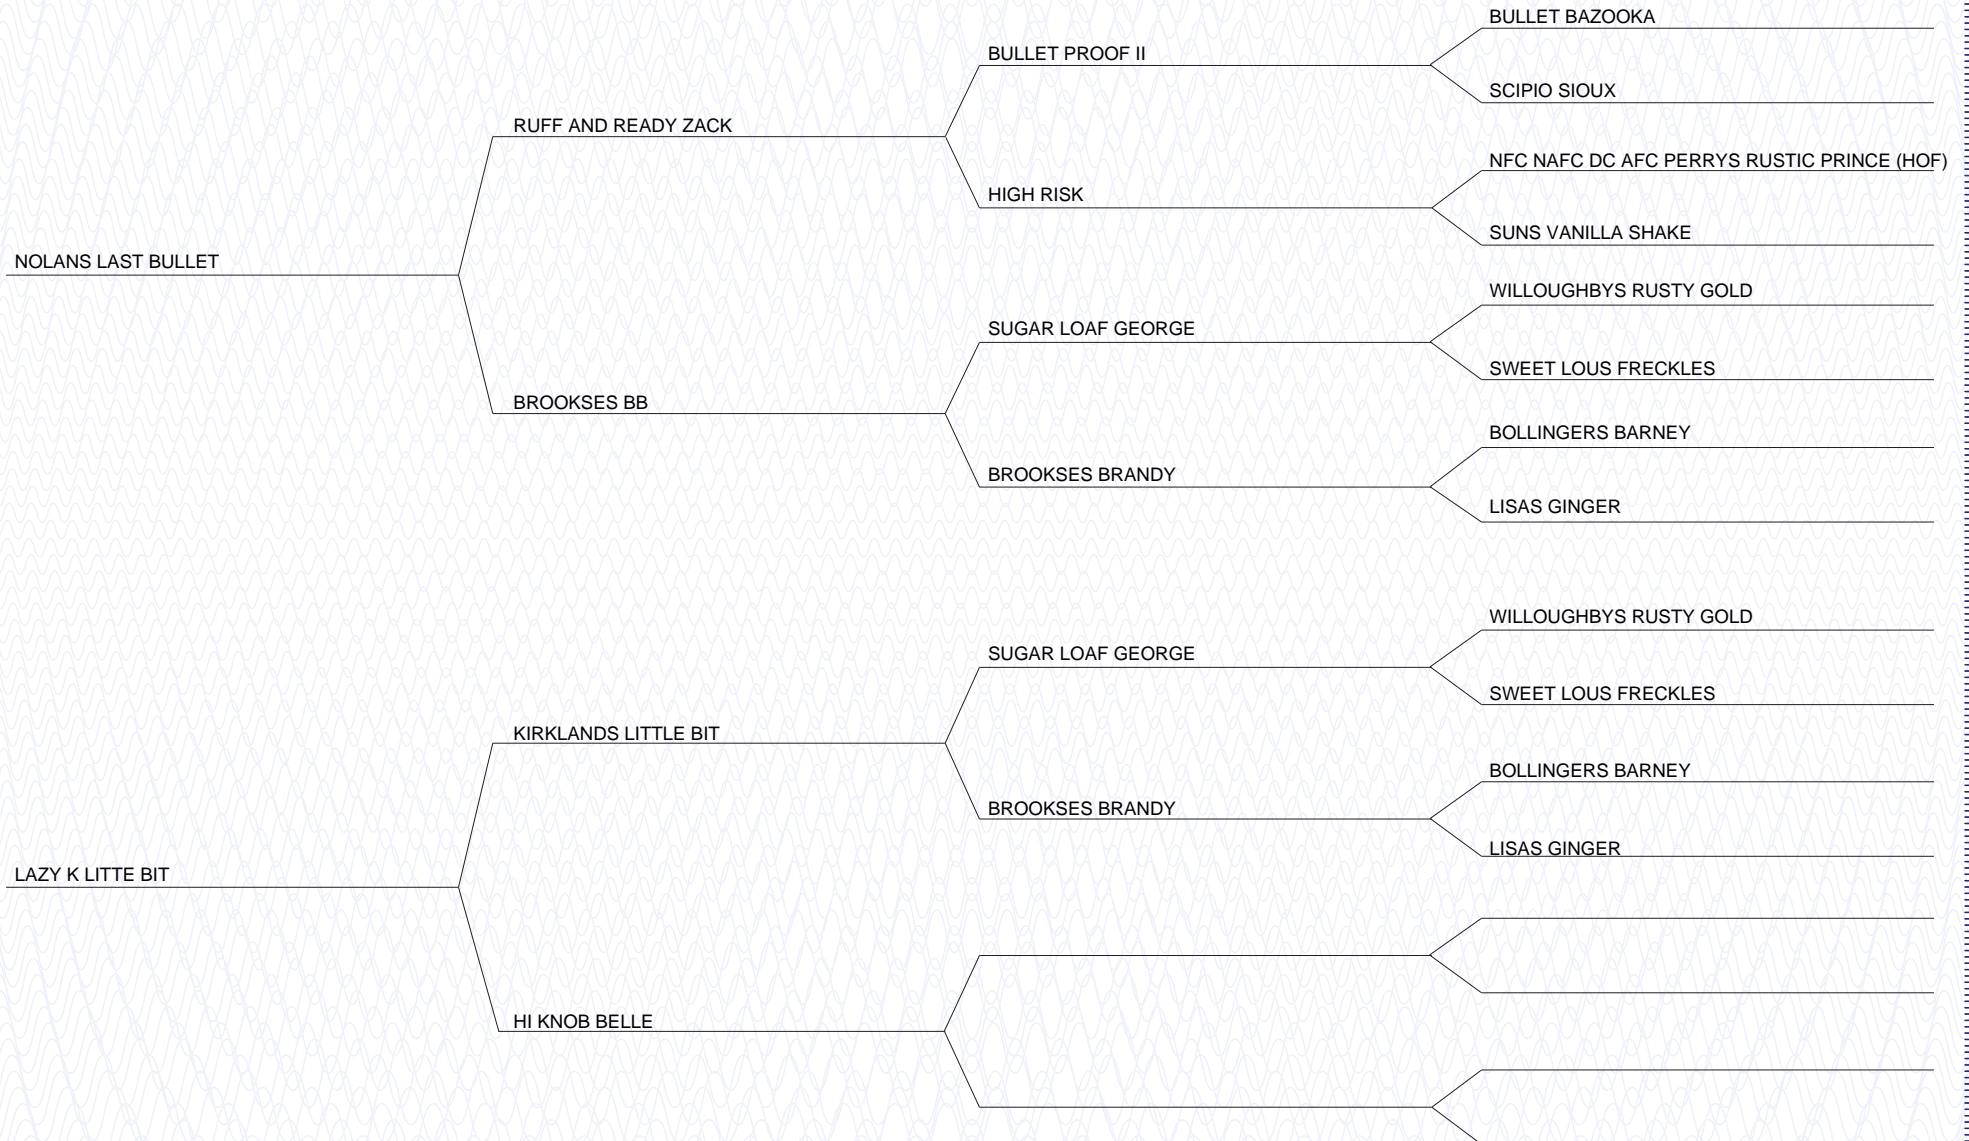 BULLET BAZOOKA
BULLET PROOF II
SCIPIO SIOUX
RUFF AND READY ZACK
NFC NAFC DC AFC PERRYS RUSTIC PRINCE (HOF)
HIGH RISK
SUNS VANILLA SHAKE
NOLANS LAST BULLET
WILLOUGHBYS RUSTY GOLD
SUGAR LOAF GEORGE
SWEET LOUS FRECKLES
BROOKSES BB
BOLLINGERS BARNEY
BROOKSES BRANDY
LISAS GINGER
WILLOUGHBYS RUSTY GOLD
SUGAR LOAF GEORGE
SWEET LOUS FRECKLES
KIRKLANDS LITTLE BIT
BOLLINGERS BARNEY
BROOKSES BRANDY
LISAS GINGER
LAZY K LITTE BIT
HI KNOB BELLE